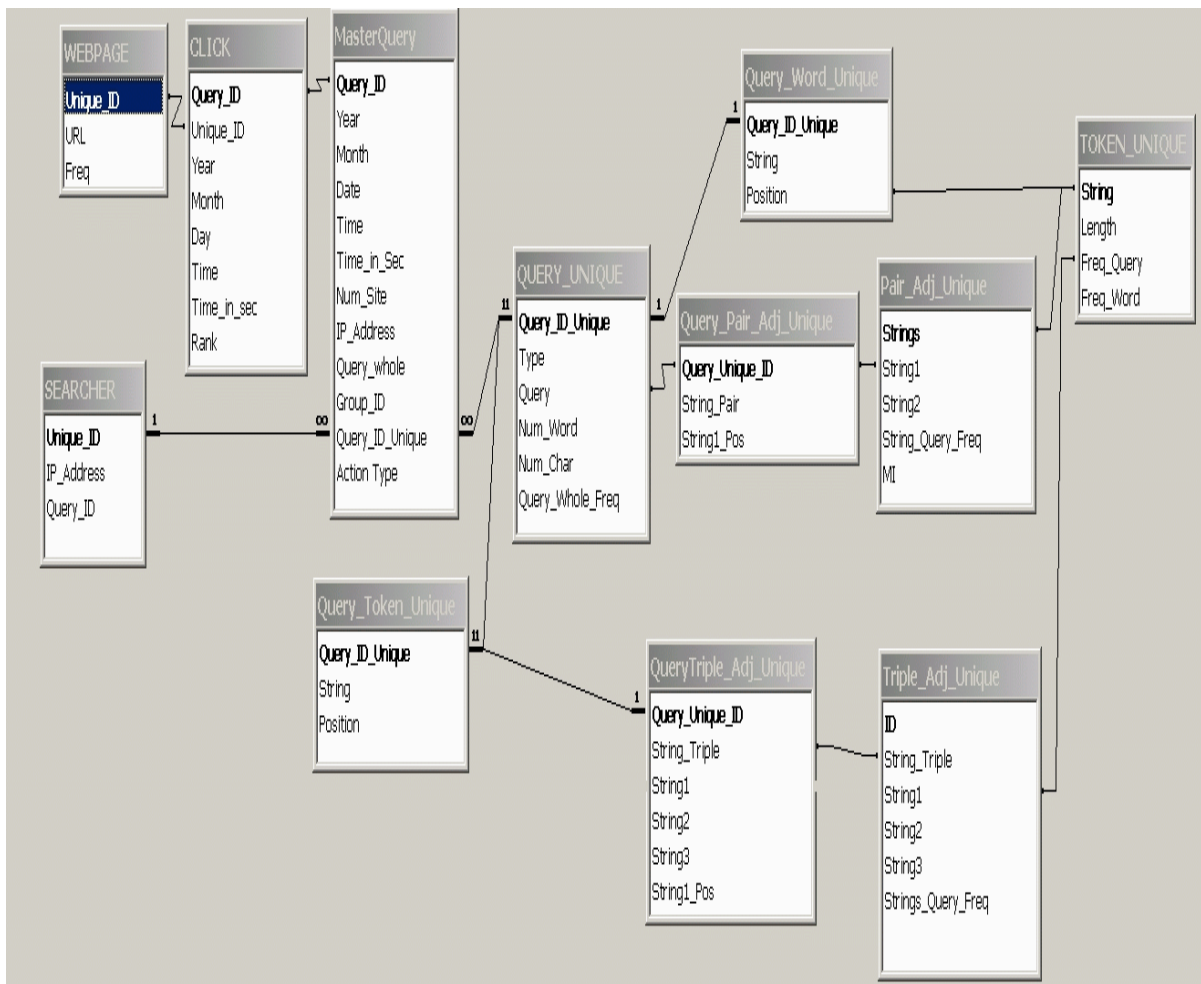 WEBPAGE
Unique_ID
URL
Freq
CLICK
Query_ID
Unique_ID
Year
Month
Day
Time
Time_in_sec
Rank
MasterQuery
Query_ID
Year
Month
Date
Time
Time_in_Sec
Num_Site
IP_Address
Query_whole
Group_ID
Query_ID_Unique
Action Type
SEARCHER
Unique_ID
IP_Address
Query_ID
1
∞
∞
11
QUERY_UNIQUE
Query_ID_Unique
Type
Query
Num_Word
Num_Char
Query_Whole_Freq
1
1
Query_Word_Unique
Query_ID_Unique
String
Position
Query_Pair_Adj_Unique
Query_Unique_ID
String_Pair
String1_Pos
Pair_Adj_Unique
Strings
String1
String2
String_Query_Freq
MI
TOKEN_UNIQUE
String
Length
Freq_Query
Freq_Word
Query_Token_Unique
Query_ID_Unique
String
Position
11
1
QueryTriple_Adj_Unique
Query_Unique_ID
String_Triple
String1
String2
String3
String1_Pos
Triple_Adj_Unique
ID
String_Triple
String1
String2
String3
Strings_Query_Freq